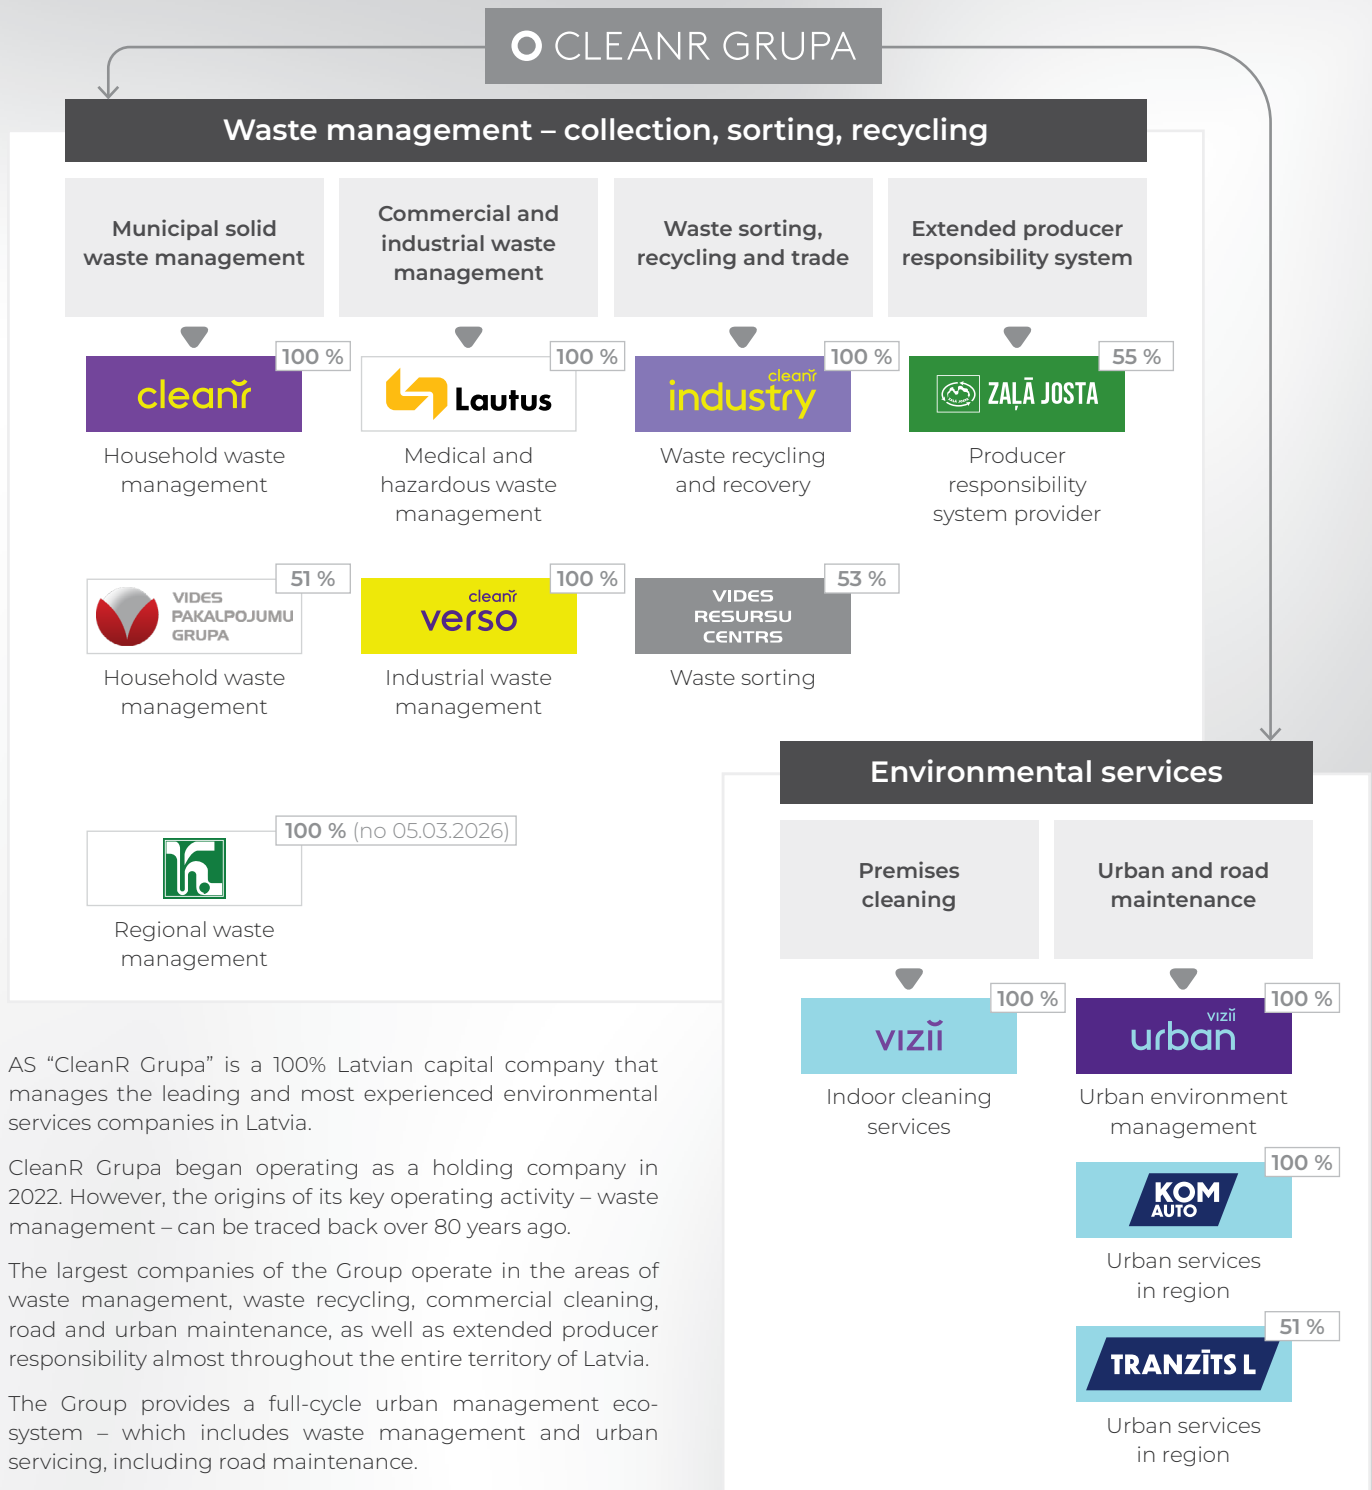 CLEANR GRUPA
Waste management – collection, sorting, recycling
Municipal solid
waste management
Commercial and
industrial waste
management
Waste sorting,
recycling and trade
Extended producer
responsibility system
100 %
cleanr
Household waste
management
100 %
Lautus
Medical and
hazardous waste
management
100 %
cleanr
industry
Waste recycling
and recovery
55 %
ZAĻĀ JOSTA
Producer
responsibility
system provider
51 %
VIDES
PAKALPOJUMU
GRUPA
Household waste
management
100 %
cleanr
verso
Industrial waste
management
53 %
VIDES
RESURSU
CENTRS
Waste sorting
100 % (no 05.03.2026)
Regional waste
management
Environmental services
Premises
cleaning
Urban and road
maintenance
100 %
vizii
Indoor cleaning
services
100 %
vizii
urban
Urban environment
management
100 %
KOM
AUTO
Urban services
in region
51 %
TRANZĪTS L
Urban services
in region
AS “CleanR Grupa” is a 100% Latvian capital company that
manages the leading and most experienced environmental
services companies in Latvia.
CleanR Grupa began operating as a holding company in
2022. However, the origins of its key operating activity – waste
management – can be traced back over 80 years ago.
The largest companies of the Group operate in the areas of
waste management, waste recycling, commercial cleaning,
road and urban maintenance, as well as extended producer
responsibility almost throughout the entire territory of Latvia.
The Group provides a full-cycle urban management eco-
system – which includes waste management and urban
servicing, including road maintenance.